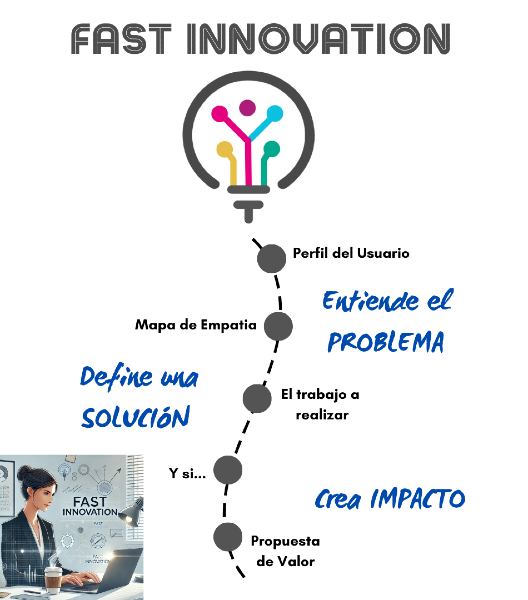 FAST INNOVATION
Perfil del Usuario
Entiende el
PROBLEMA
Mapa de Empatia
Define una
SOLUCIÓN
El trabajo a
realizar
Y si...
Crea IMPACTO
FAST
INNOVATION
Propuesta
de Valor